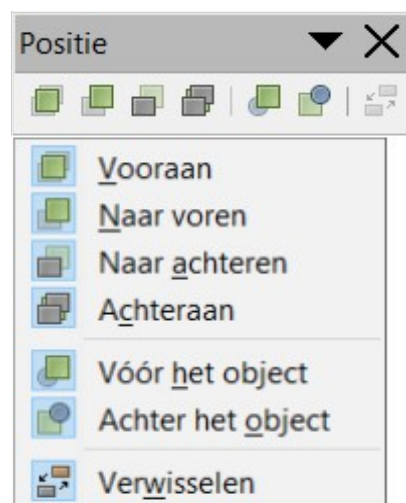 Positie
Vooraan
Naar voren
Naar achteren
Achteraan
Vóór het object
Achter het object
Verwisselen